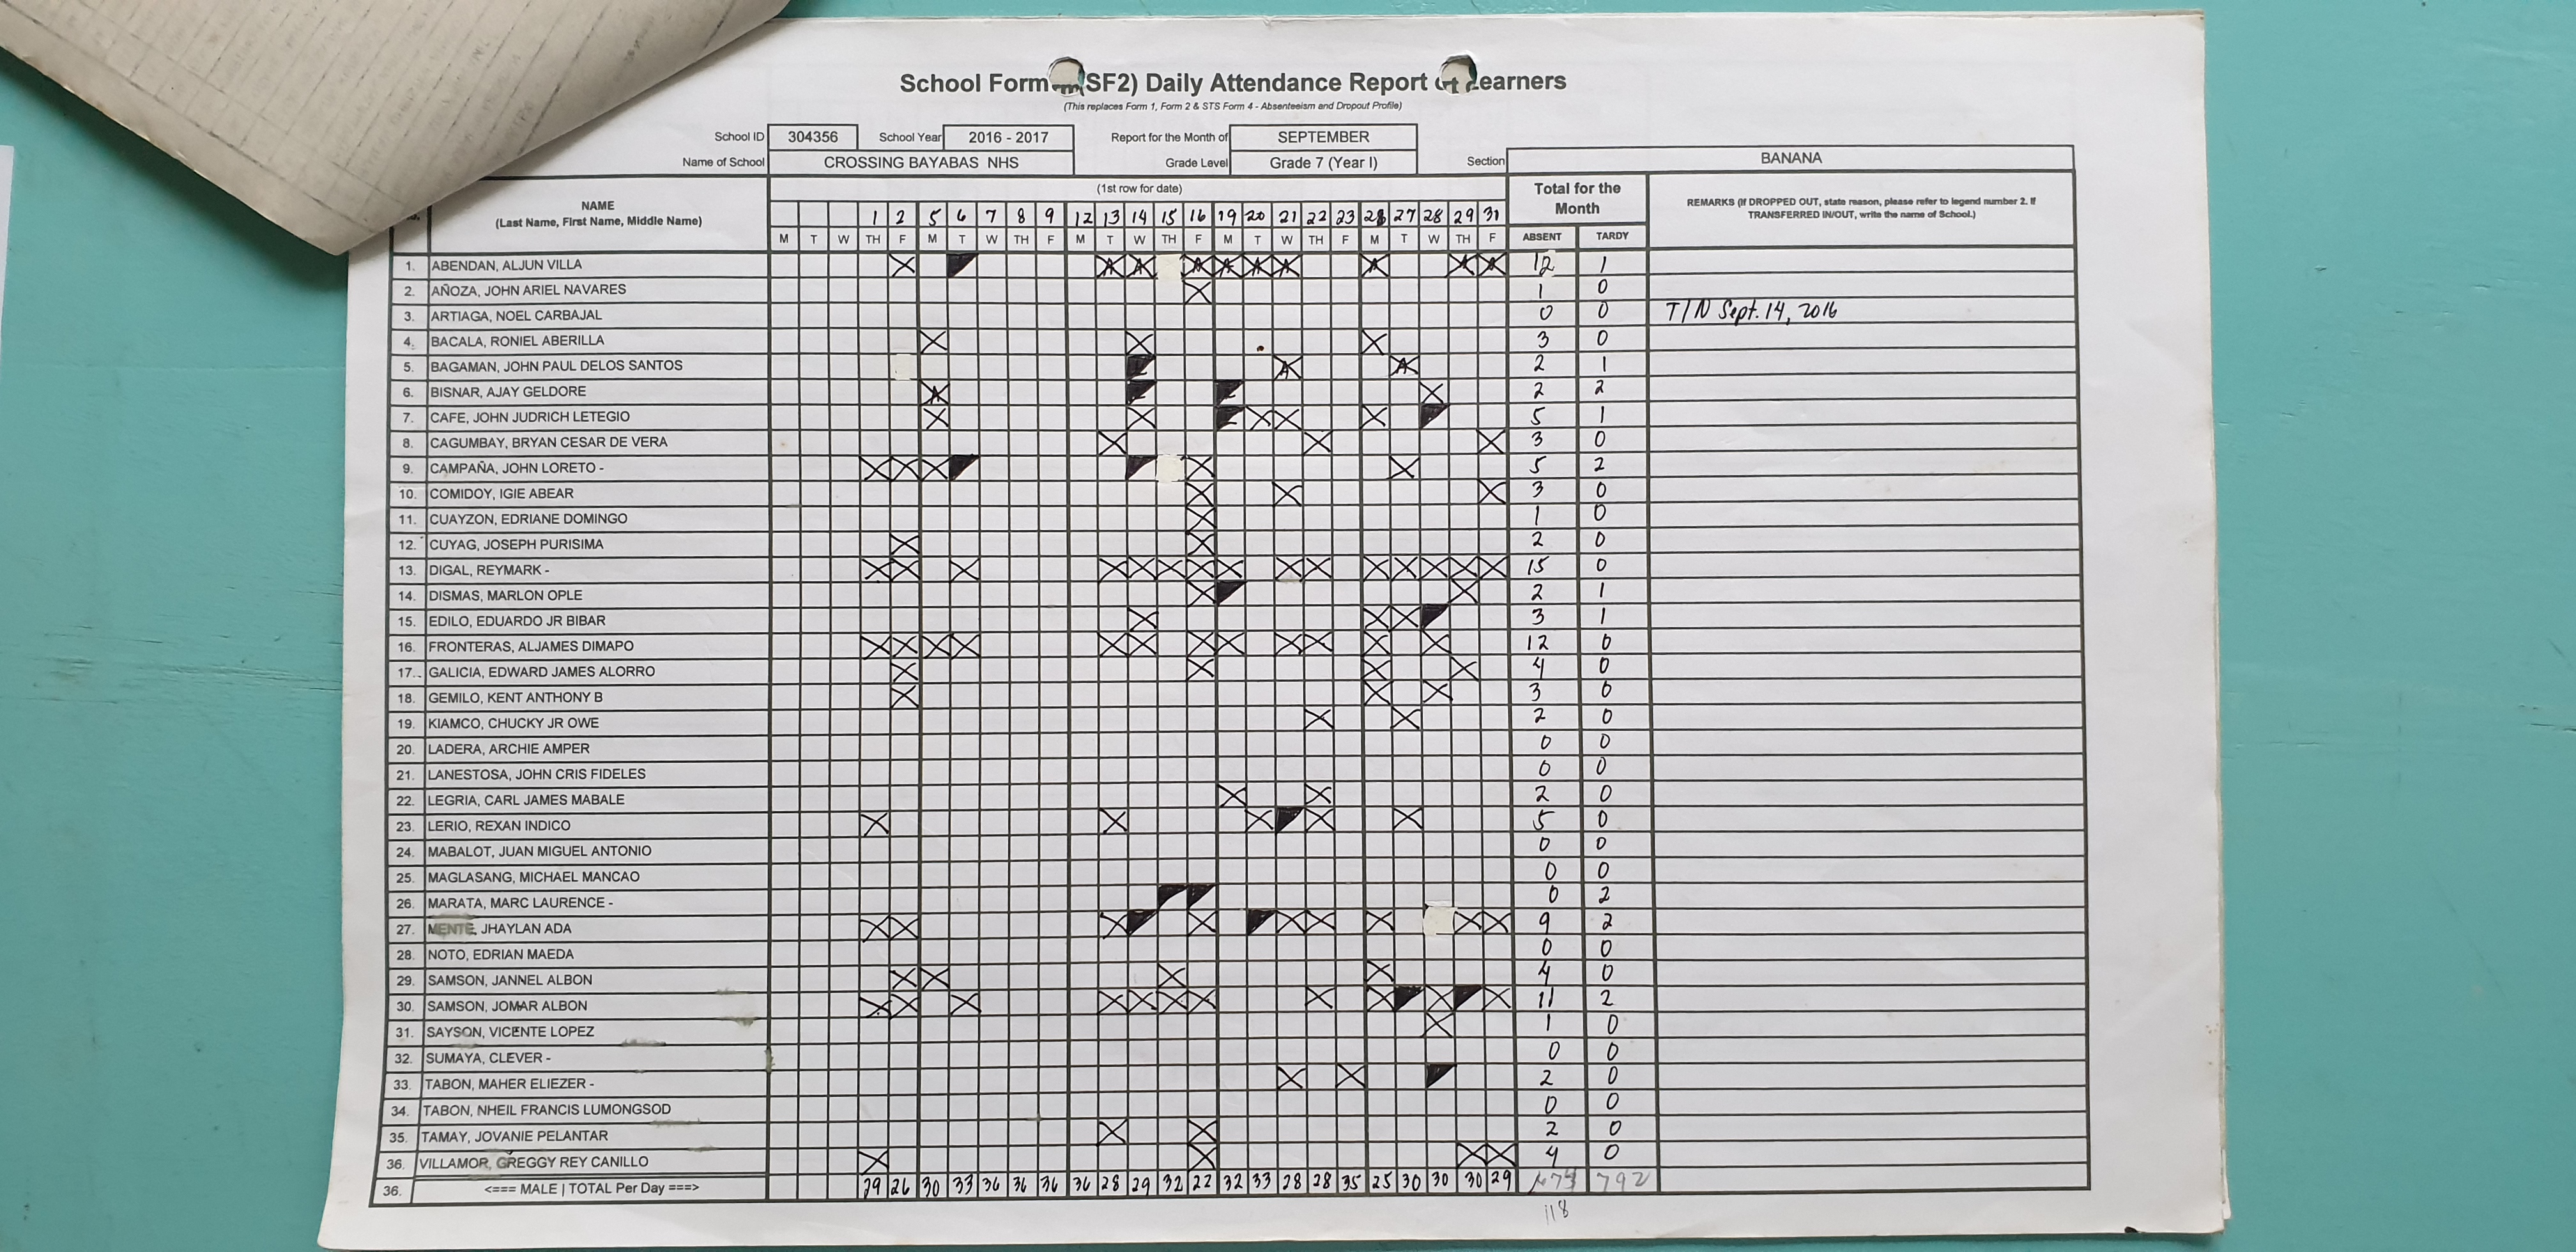 School Form (SF2) Daily Attendance Report of Learners
(This replaces Form 1, Form 2 & STS Form 4 - Absenteeism and Dropout Profile)
School ID 304356 School Year 2016 - 2017 Report for the Month of SEPTEMBER
Name of School CROSSING BAYABAS NHS Grade Level Grade 7 (Year I) Section BANANA
NAME
(Last Name, First Name, Middle Name)
(1st row for date)
Total for the Month
REMARKS (If DROPPED OUT, state reason, please refer to legend number 2. If TRANSFERRED IN/OUT, write the name of School.)
1 2 5 6 7 8 9 12 13 14 15 16 19 20 21 22 23 26 27 28 29 31
M T W TH F M T W TH F M T W TH F M T W TH F M T W TH F ABSENT TARDY
1. ABENDAN, ALJUN VILLA 12 1
2. AÑOZA, JOHN ARIEL NAVARES 1 0
3. ARTIAGA, NOEL CARBAJAL 0 0 T/N Sept. 14, 2016
4. BACALA, RONIEL ABERILLA 3 0
5. BAGAMAN, JOHN PAUL DELOS SANTOS 2 1
6. BISNAR, AJAY GELDORE 2 2
7. CAFE, JOHN JUDRICH LETEGIO 5 1
8. CAGUMBAY, BRYAN CESAR DE VERA 3 0
9. CAMPAÑA, JOHN LORETO - 5 2
10. COMIDOY, IGIE ABEAR 3 0
11. CUAYZON, EDRIANE DOMINGO 1 0
12. CUYAG, JOSEPH PURISIMA 2 0
13. DIGAL, REYMARK - 15 0
14. DISMAS, MARLON OPLE 2 1
15. EDILO, EDUARDO JR BIBAR 3 1
16. FRONTERAS, ALJAMES DIMAPO 12 0
17. GALICIA, EDWARD JAMES ALORRO 4 0
18. GEMILO, KENT ANTHONY B 3 0
19. KIAMCO, CHUCKY JR OWE 2 0
20. LADERA, ARCHIE AMPER 0 0
21. LANESTOSA, JOHN CRIS FIDELES 0 0
22. LEGRIA, CARL JAMES MABALE 2 0
23. LERIO, REXAN INDICO 5 0
24. MABALOT, JUAN MIGUEL ANTONIO 0 0
25. MAGLASANG, MICHAEL MANCAO 0 0
26. MARATA, MARC LAURENCE - 0 2
27. MENTE, JHAYLAN ADA 9 2
28. NOTO, EDRIAN MAEDA 0 0
29. SAMSON, JANNEL ALBON 4 0
30. SAMSON, JOMAR ALBON 11 2
31. SAYSON, VICENTE LOPEZ 1 0
32. SUMAYA, CLEVER - 0 0
33. TABON, MAHER ELIEZER - 2 0
34. TABON, NHEIL FRANCIS LUMONGSOD 0 0
35. TAMAY, JOVANIE PELANTAR 2 0
36. VILLAMOR, GREGGY REY CANILLO 4 0
36. <=== MALE | TOTAL Per Day ===> 29 26 30 33 36 36 36 36 28 29 32 22 32 33 28 28 35 25 30 30 30 29 792
118